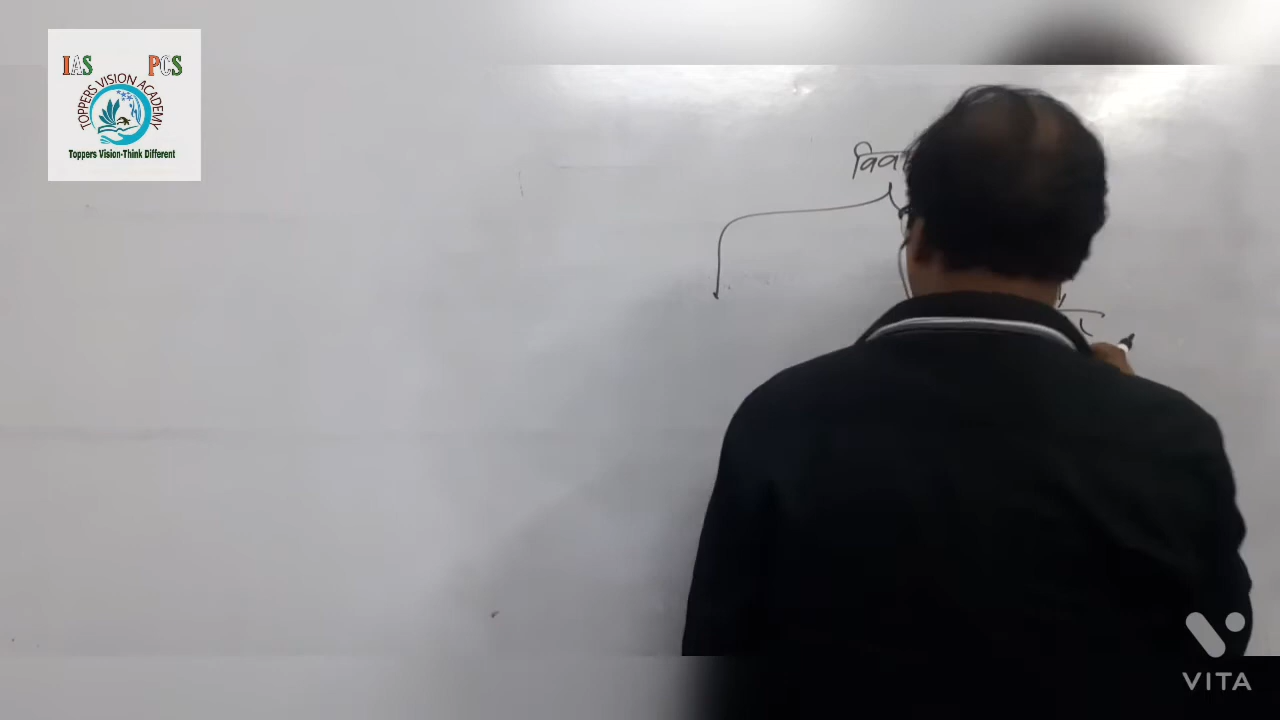 IAS PCS
TOPPERS VISION ACADEMY
Toppers Vision-Think Different
VITA